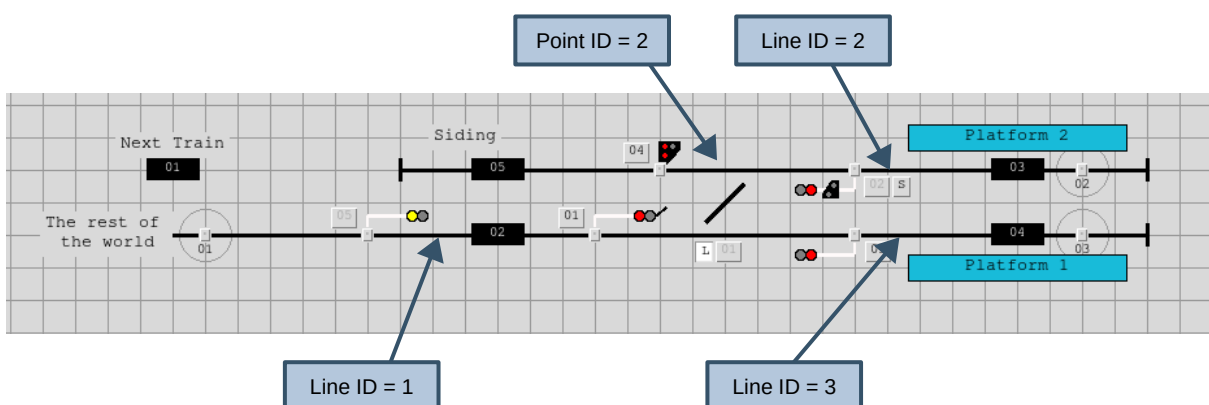 Point ID = 2
Line ID = 2
Siding
Platform 2
Next Train
04
01
05
03
02
02 S
The rest of
the world
05
01
02
01
L 01
04
03
Platform 1
Line ID = 1
Line ID = 3